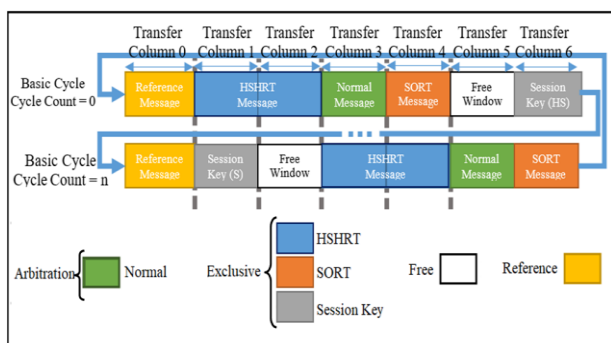 Transfer Transfer Transfer Transfer Transfer Transfer Transfer
Column 0 Column 1 Column 2 Column 3 Column 4 Column 5 Column 6
Basic Cycle
Cycle Count = 0
Reference
Message
HSHRT
Message
Normal
Message
SORT
Message
Free
Window
Session
Key (HS)
Basic Cycle
Cycle Count = n
Reference
Message
Session
Key (S)
Free
Window
HSHRT
Message
Normal
Message
SORT
Message
Arbitration
Normal
Exclusive
HSHRT
SORT
Session Key
Free
Reference